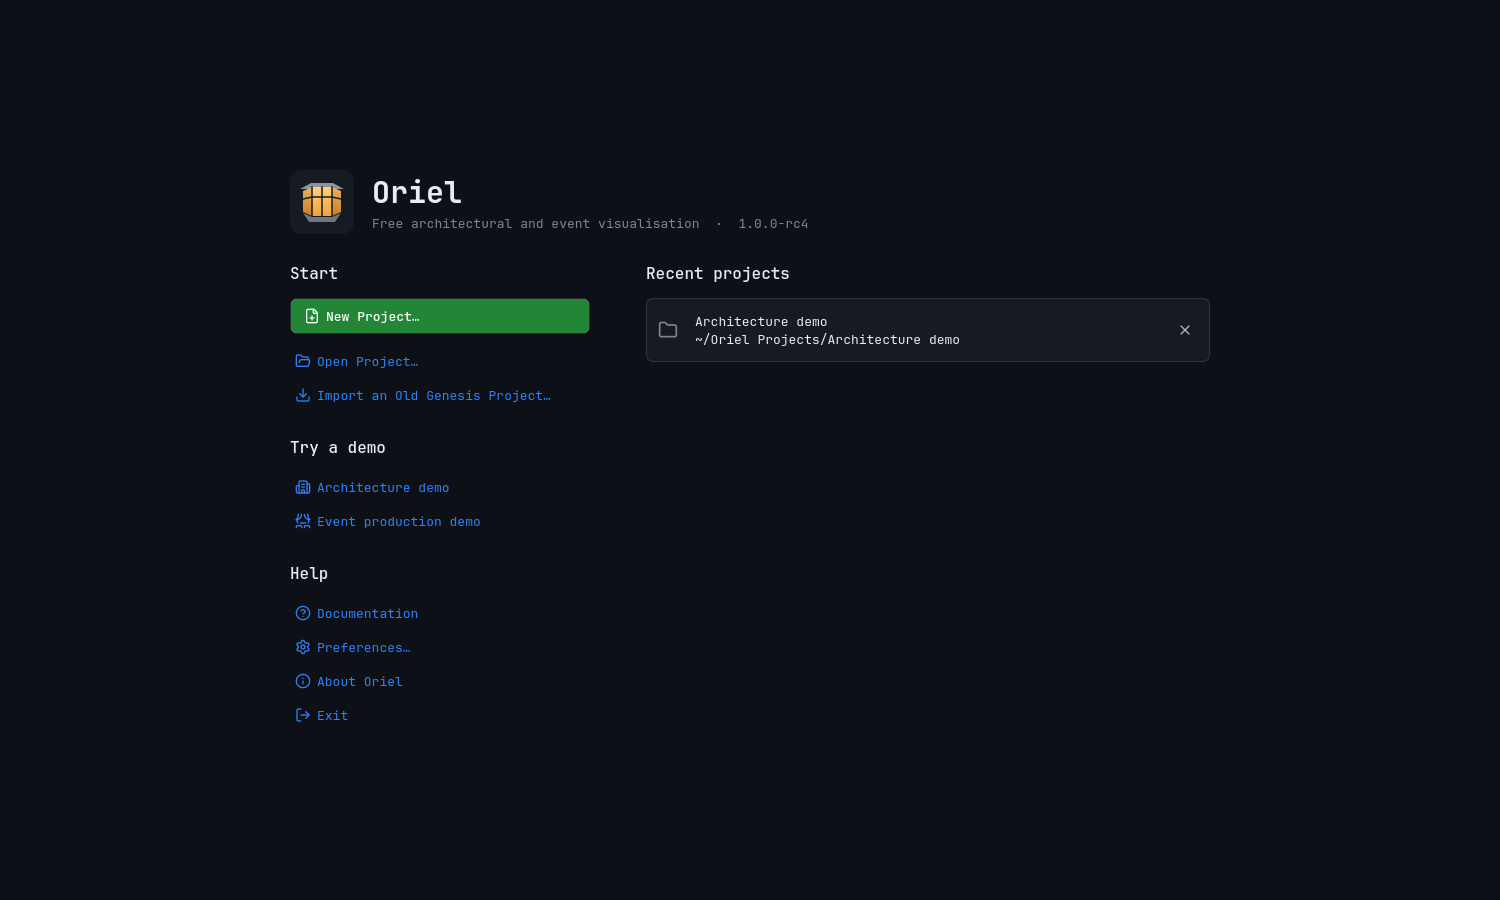 Oriel
Free architectural and event visualisation · 1.0.0-rc4
Start
New Project…
Open Project…
Import an Old Genesis Project…
Try a demo
Architecture demo
Event production demo
Help
Documentation
Preferences…
About Oriel
Exit
Recent projects
Architecture demo
~/Oriel Projects/Architecture demo